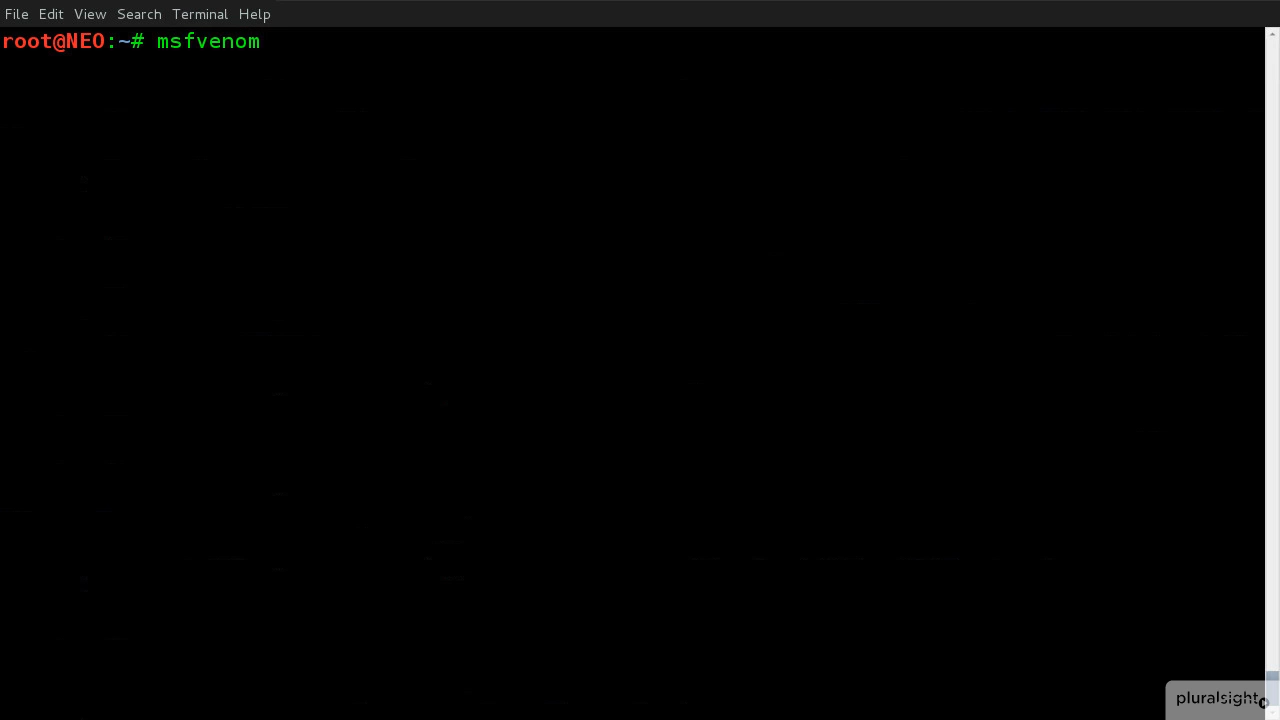 File Edit View Search Terminal Help
root@NEO:~# msfvenom
pluralsight